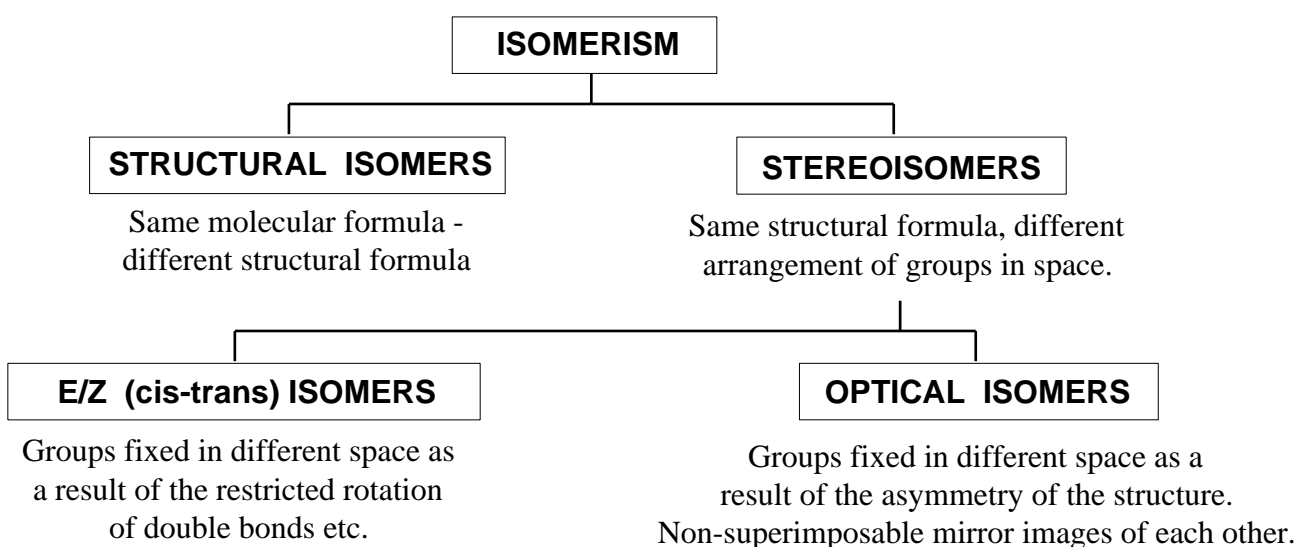 ISOMERISM
STRUCTURAL ISOMERS
Same molecular formula -
different structural formula
STEREOISOMERS
Same structural formula, different
arrangement of groups in space.
E/Z (cis-trans) ISOMERS
Groups fixed in different space as
a result of the restricted rotation
of double bonds etc.
OPTICAL ISOMERS
Groups fixed in different space as a
result of the asymmetry of the structure.
Non-superimposable mirror images of each other.